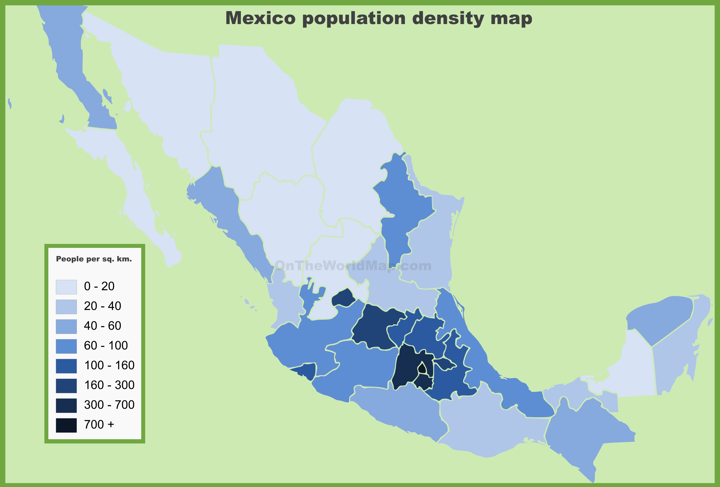 Mexico population density map
OnTheWorldMap.com
People per sq. km.
0 - 20
20 - 40
40 - 60
60 - 100
100 - 160
160 - 300
300 - 700
700 +